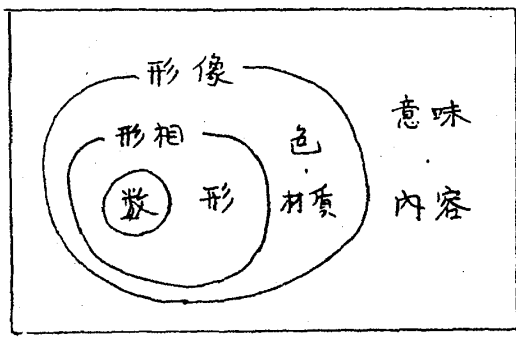 形像
形相
数
形
色
・
材質
意味
・
内容